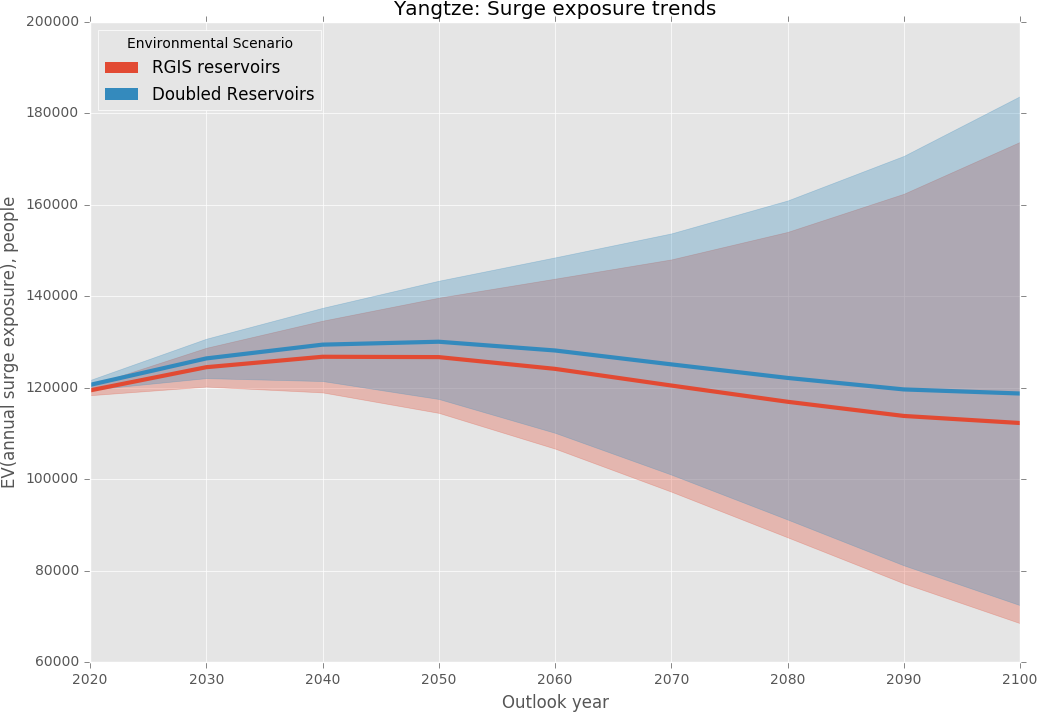 Yangtze: Surge exposure trends
Environmental Scenario
RGIS reservoirs
Doubled Reservoirs
EV(annual surge exposure), people
200000
180000
160000
140000
120000
100000
80000
60000
2020 2030 2040 2050 2060 2070 2080 2090 2100
Outlook year